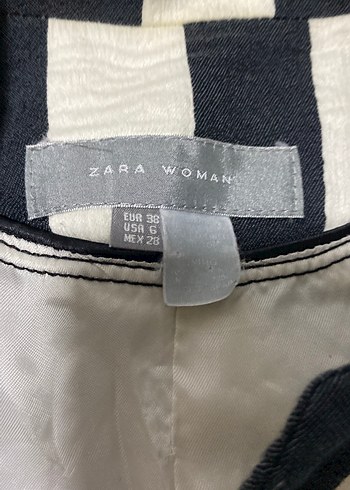 ZARA WOMAN
EUR 38
USA 6
MEX 28